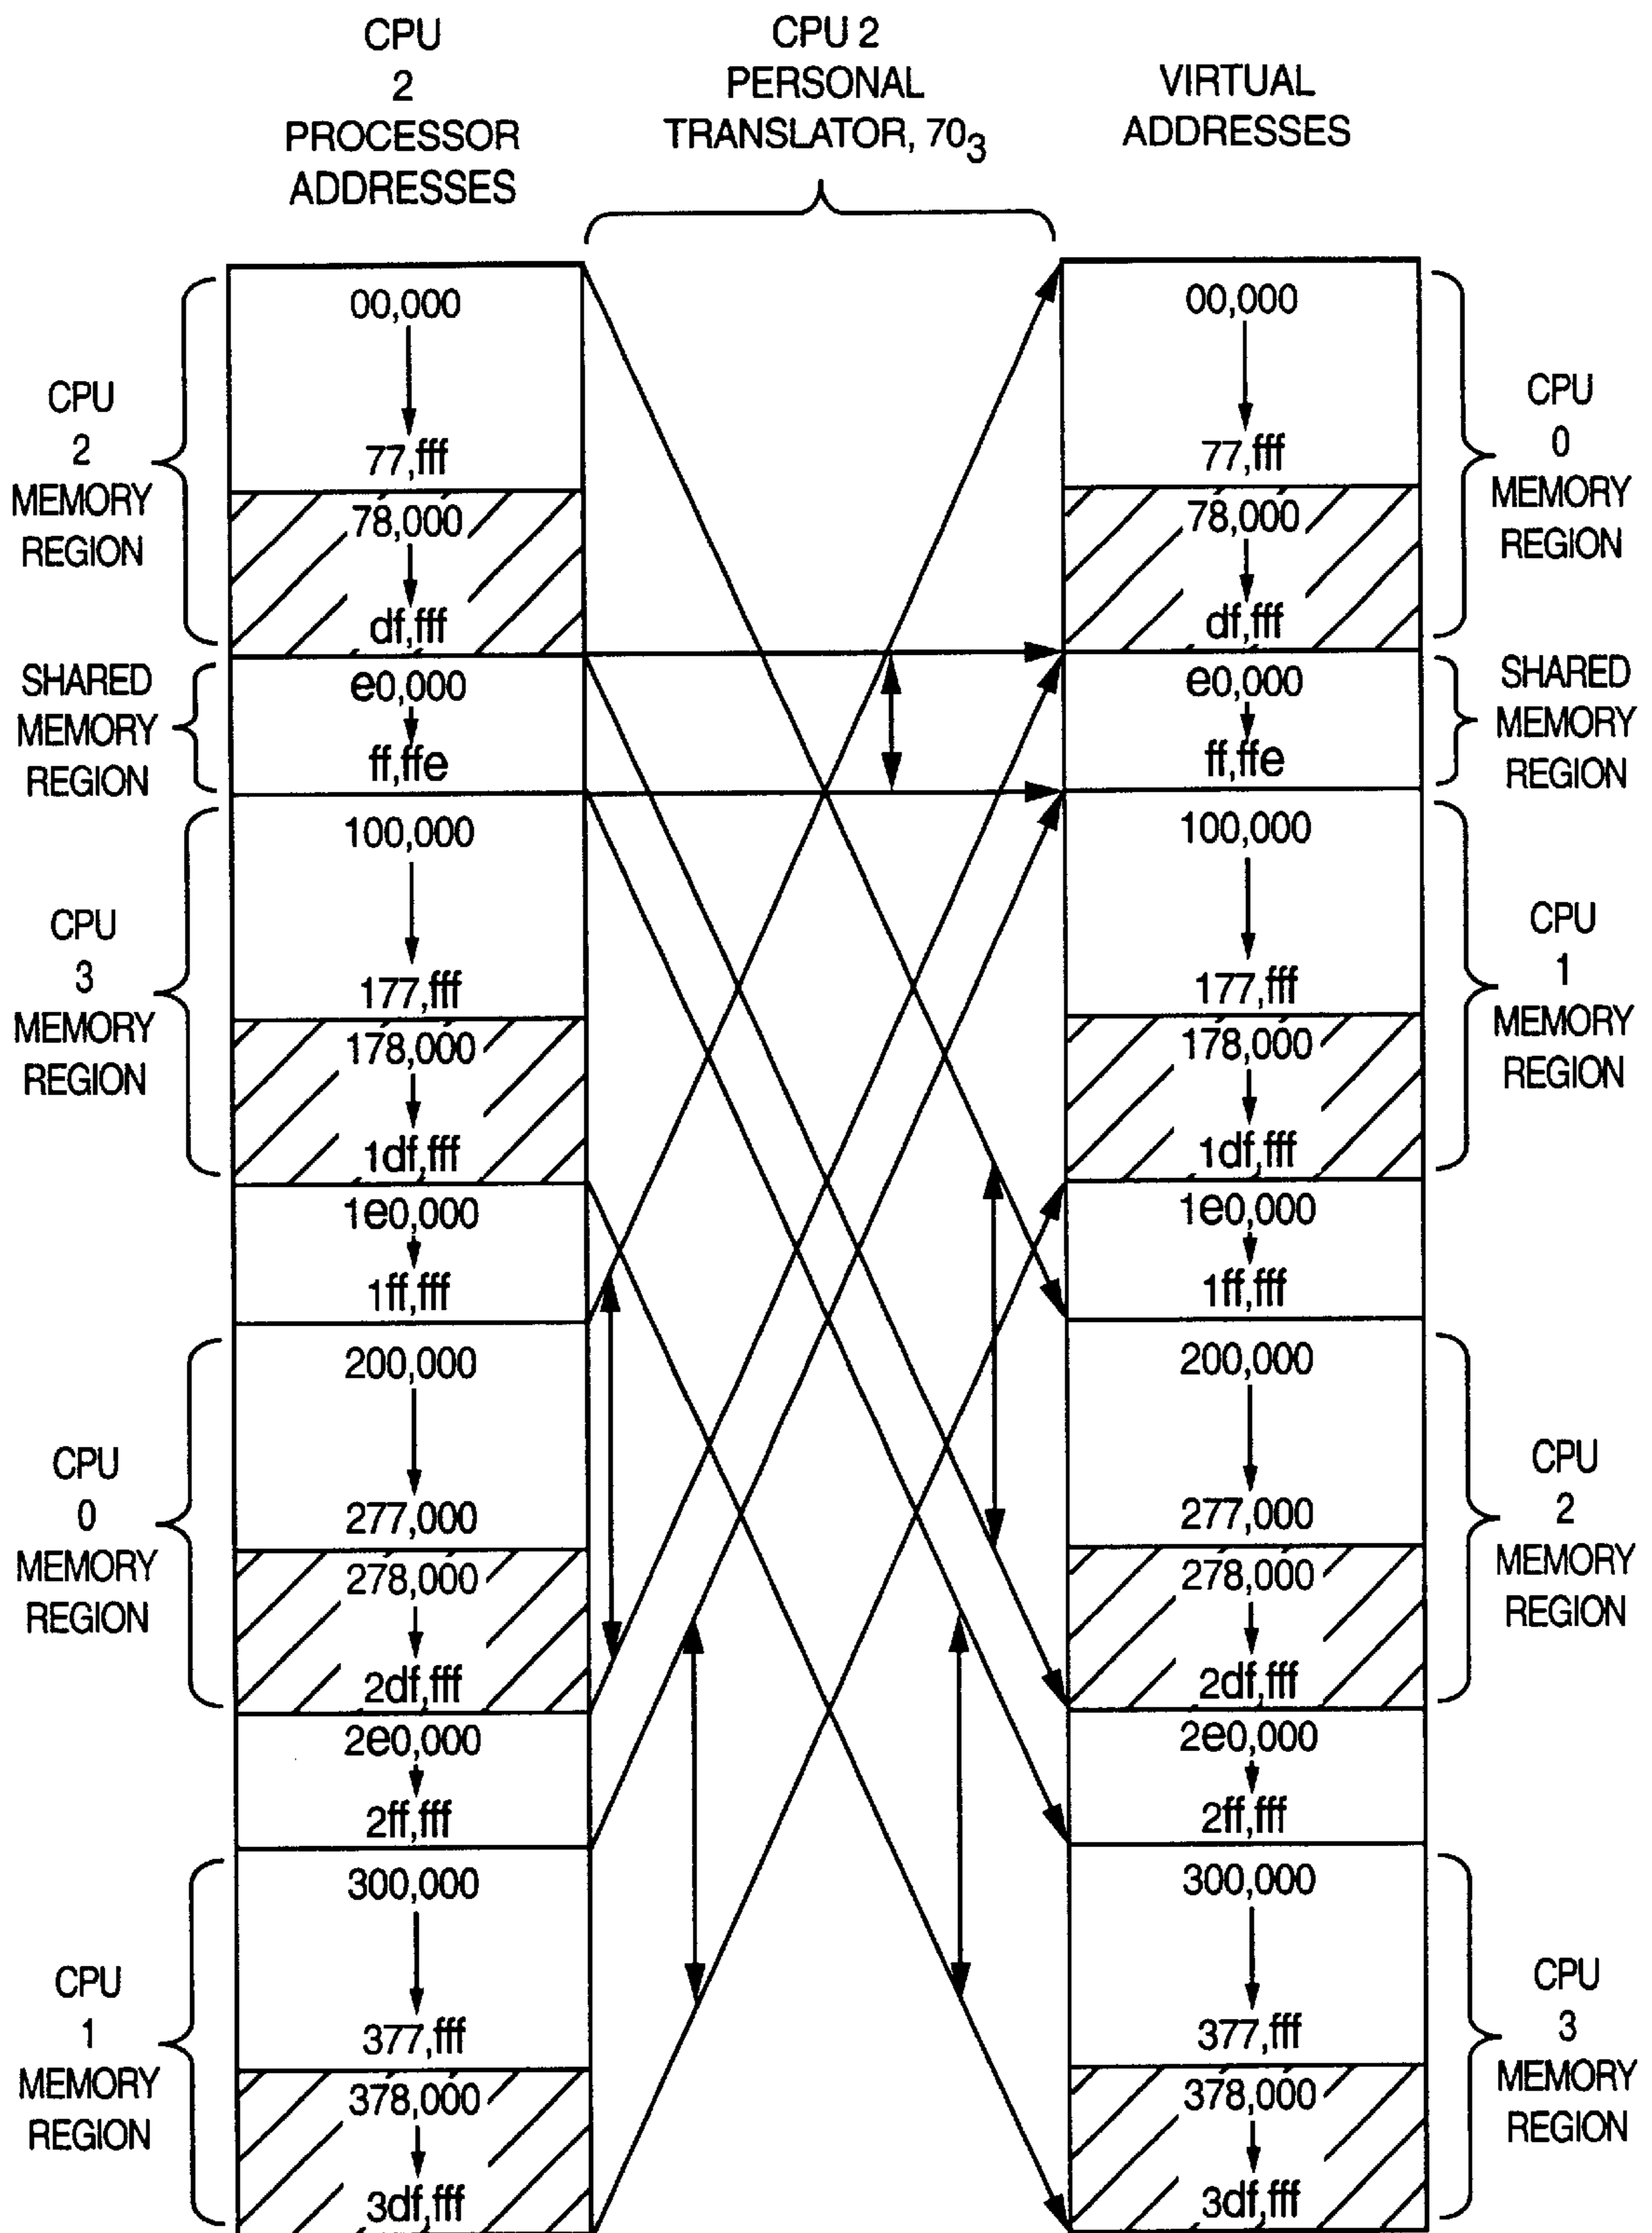 CPU
2
PROCESSOR
ADDRESSES
CPU 2
PERSONAL
TRANSLATOR, 70₃
VIRTUAL
ADDRESSES
CPU
2
MEMORY
REGION
SHARED
MEMORY
REGION
CPU
3
MEMORY
REGION
CPU
0
MEMORY
REGION
CPU
1
MEMORY
REGION
00,000
77,fff
78,000
df,fff
e0,000
ff,ffe
100,000
177,fff
178,000
1df,fff
1e0,000
1ff,fff
200,000
277,000
278,000
2df,fff
2e0,000
2ff,fff
300,000
377,fff
378,000
3df,fff
00,000
77,fff
78,000
df,fff
e0,000
ff,ffe
100,000
177,fff
178,000
1df,fff
1e0,000
1ff,fff
200,000
277,000
278,000
2df,fff
2e0,000
2ff,fff
300,000
377,fff
378,000
3df,fff
CPU
0
MEMORY
REGION
SHARED
MEMORY
REGION
CPU
1
MEMORY
REGION
CPU
2
MEMORY
REGION
CPU
3
MEMORY
REGION